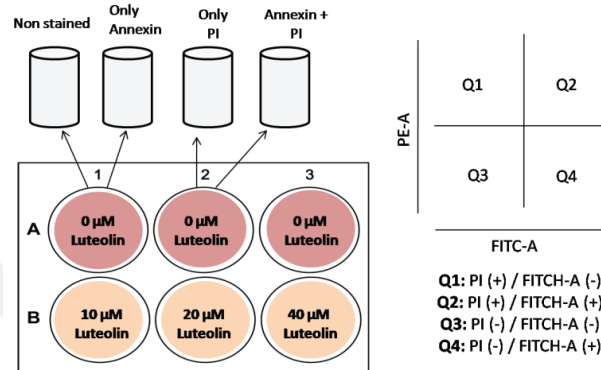 Non stained
Only
Annexin
Only
PI
Annexin +
PI
1
2
3
A
0 µM
Luteolin
0 µM
Luteolin
0 µM
Luteolin
B
10 µM
Luteolin
20 µM
Luteolin
40 µM
Luteolin
PE-A
Q1
Q2
Q3
Q4
FITC-A
Q1: PI (+) / FITCH-A (-)
Q2: PI (+) / FITCH-A (+)
Q3: PI (-) / FITCH-A (-)
Q4: PI (-) / FITCH-A (+)